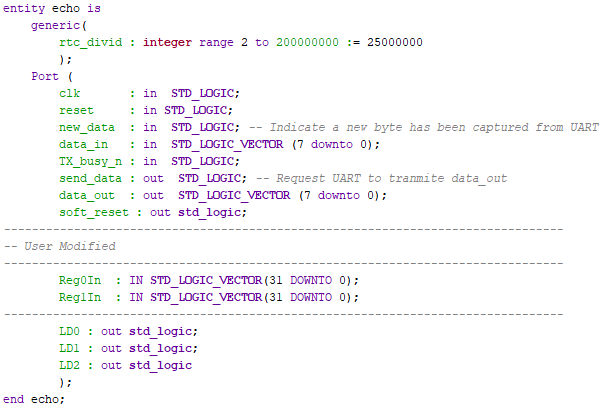 entity echo is
generic(
rtc_divid : integer range 2 to 200000000 := 25000000
);
Port (
clk : in STD_LOGIC;
reset : in STD_LOGIC;
new_data : in STD_LOGIC; -- Indicate a new byte has been captured from UART
data_in : in STD_LOGIC_VECTOR (7 downto 0);
TX_busy_n : in STD_LOGIC;
send_data : out STD_LOGIC; -- Request UART to tranmite data_out
data_out : out STD_LOGIC_VECTOR (7 downto 0);
soft_reset : out std_logic;
--------------------------------------------------------------------------------
-- User Modified
--------------------------------------------------------------------------------
Reg0In : IN STD_LOGIC_VECTOR(31 DOWNTO 0);
Reg1In : IN STD_LOGIC_VECTOR(31 DOWNTO 0);
--------------------------------------------------------------------------------
LD0 : out std_logic;
LD1 : out std_logic;
LD2 : out std_logic
);
end echo;